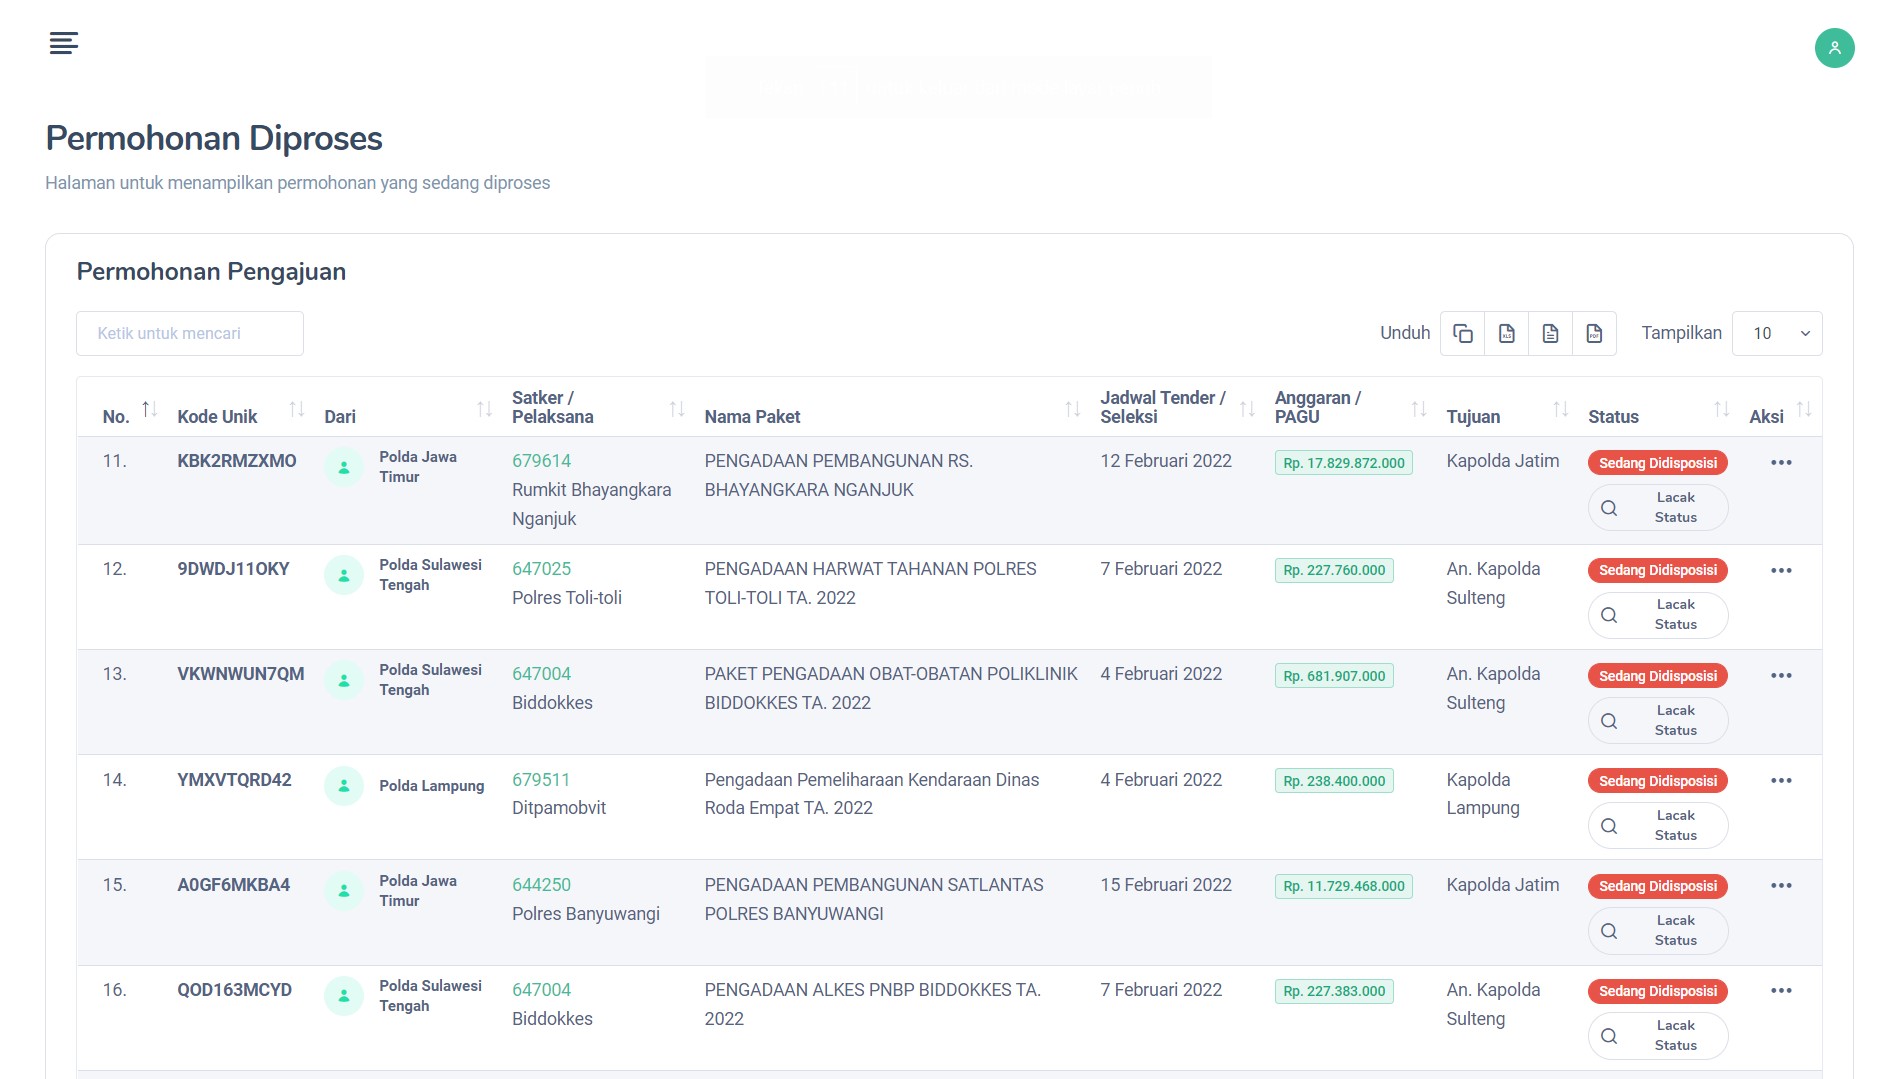 Permohonan Diproses
Halaman untuk menampilkan permohonan yang sedang diproses
Permohonan Pengajuan
Ketik untuk mencari
Unduh
XLS
PDF
Tampilkan
10
No.
Kode Unik
Dari
Satker /
Pelaksana
Nama Paket
Jadwal Tender /
Seleksi
Anggaran /
PAGU
Tujuan
Status
Aksi
11.
KBK2RMZXMO
Polda Jawa
Timur
679614
Rumkit Bhayangkara
Nganjuk
PENGADAAN PEMBANGUNAN RS.
BHAYANGKARA NGANJUK
12 Februari 2022
Rp. 17.829.872.000
Kapolda Jatim
Sedang Didisposisi
Lacak
Status
12.
9DWDJ11OKY
Polda Sulawesi
Tengah
647025
Polres Toli-toli
PENGADAAN HARWAT TAHANAN POLRES
TOLI-TOLI TA. 2022
7 Februari 2022
Rp. 227.760.000
An. Kapolda
Sulteng
Sedang Didisposisi
Lacak
Status
13.
VKWNWUN7QM
Polda Sulawesi
Tengah
647004
Biddokkes
PAKET PENGADAAN OBAT-OBATAN POLIKLINIK
BIDDOKKES TA. 2022
4 Februari 2022
Rp. 681.907.000
An. Kapolda
Sulteng
Sedang Didisposisi
Lacak
Status
14.
YMXVTQRD42
Polda Lampung
679511
Ditpamobvit
Pengadaan Pemeliharaan Kendaraan Dinas
Roda Empat TA. 2022
4 Februari 2022
Rp. 238.400.000
Kapolda
Lampung
Sedang Didisposisi
Lacak
Status
15.
A0GF6MKBA4
Polda Jawa
Timur
644250
Polres Banyuwangi
PENGADAAN PEMBANGUNAN SATLANTAS
POLRES BANYUWANGI
15 Februari 2022
Rp. 11.729.468.000
Kapolda Jatim
Sedang Didisposisi
Lacak
Status
16.
QOD163MCYD
Polda Sulawesi
Tengah
647004
Biddokkes
PENGADAAN ALKES PNBP BIDDOKKES TA.
2022
7 Februari 2022
Rp. 227.383.000
An. Kapolda
Sulteng
Sedang Didisposisi
Lacak
Status